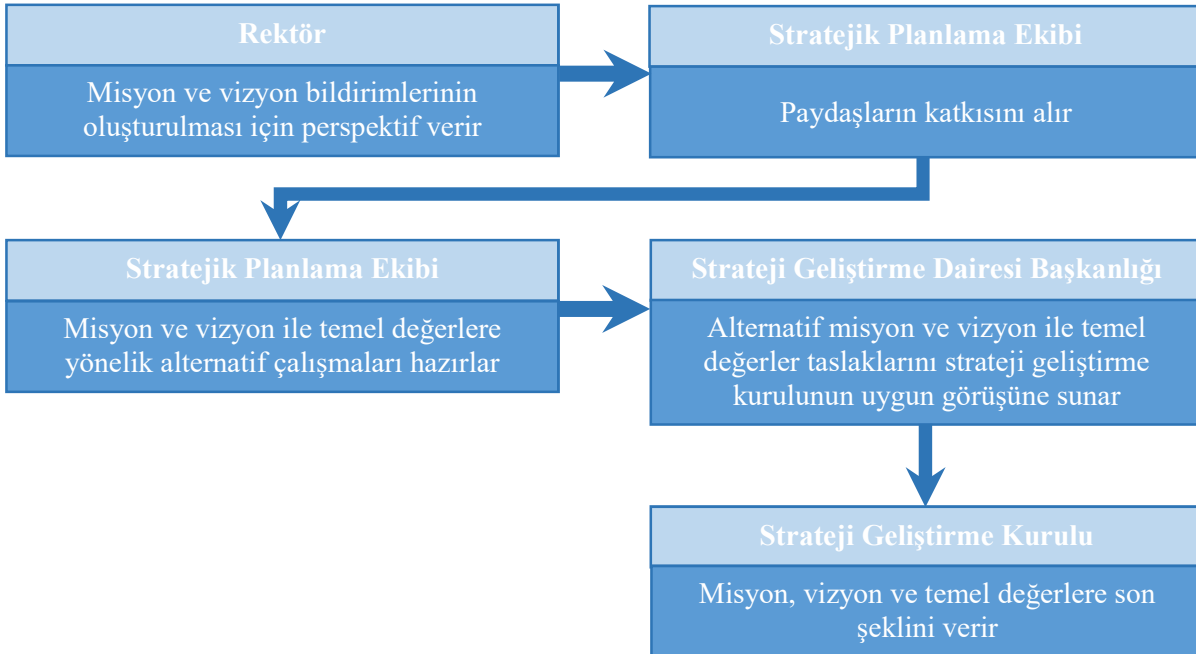 Rektör
Misyon ve vizyon bildirimlerinin
oluşturulması için perspektif verir
Stratejik Planlama Ekibi
Paydaşların katkısını alır
Stratejik Planlama Ekibi
Misyon ve vizyon ile temel değerlere
yönelik alternatif çalışmaları hazırlar
Strateji Geliştirme Dairesi Başkanlığı
Alternatif misyon ve vizyon ile temel
değerler taslaklarını strateji geliştirme
kurulunun uygun görüşüne sunar
Strateji Geliştirme Kurulu
Misyon, vizyon ve temel değerlere son
şeklini verir